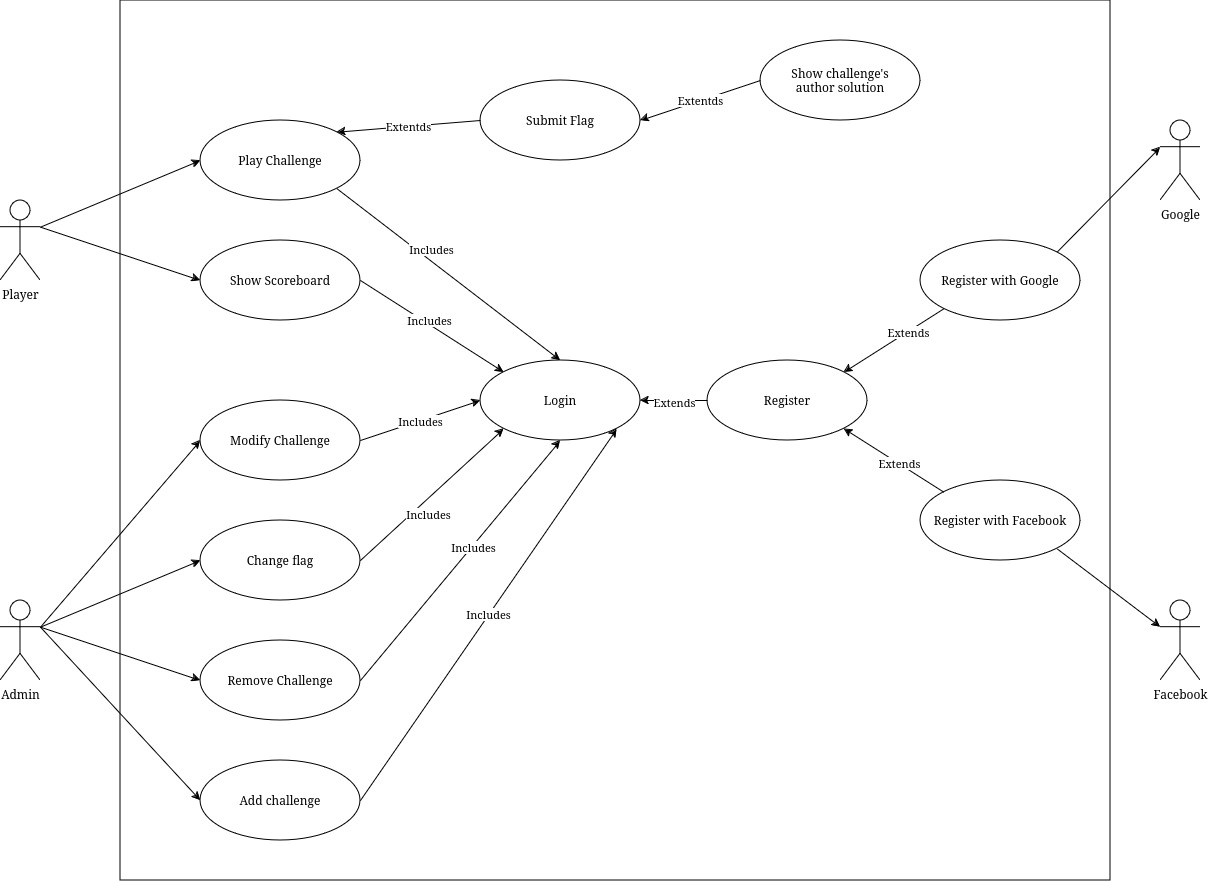 Show challenge's
author solution
Extentds
Submit Flag
Extentds
Play Challenge
Google
Includes
Player
Show Scoreboard
Register with Google
Includes
Extends
Login
Extends
Register
Modify Challenge
Includes
Extends
Includes
Register with Facebook
Change flag
Includes
Includes
Admin
Remove Challenge
Facebook
Add challenge